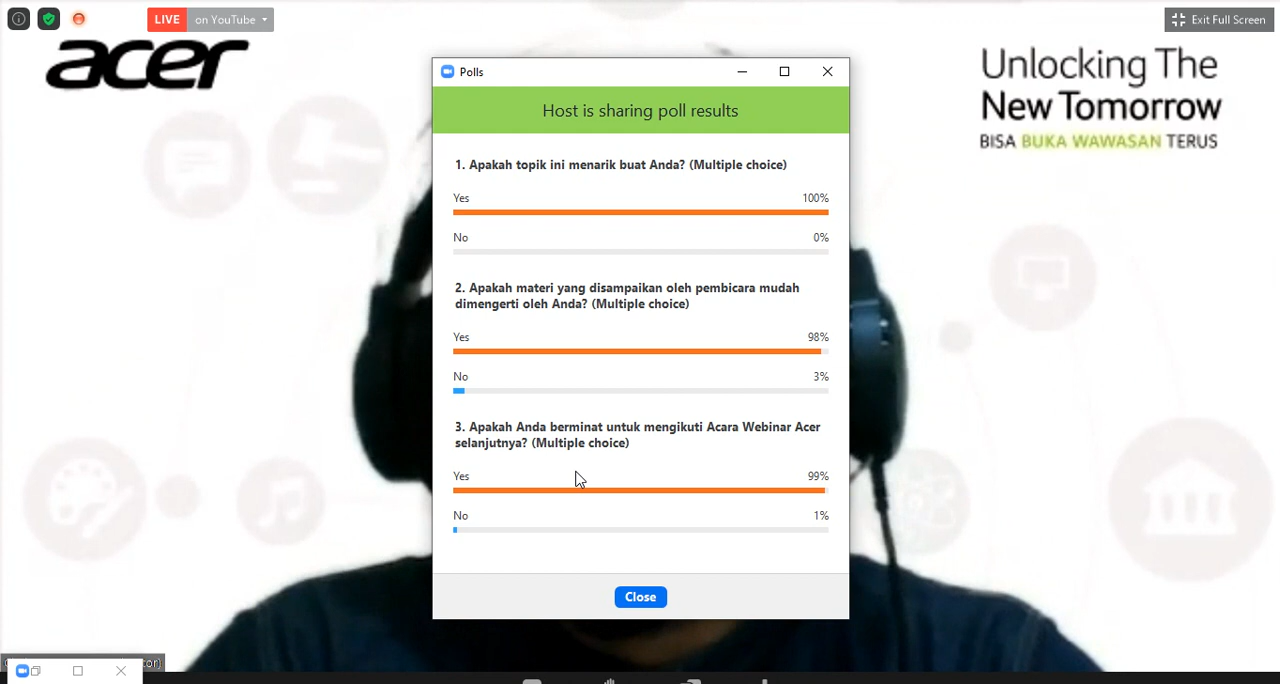 LIVE on YouTube
Exit Full Screen
acer
Unlocking The
New Tomorrow
BISA BUKA WAWASAN TERUS
Polls
Host is sharing poll results
1. Apakah topik ini menarik buat Anda? (Multiple choice)
Yes 100%
No 0%
2. Apakah materi yang disampaikan oleh pembicara mudah
dimengerti oleh Anda? (Multiple choice)
Yes 98%
No 3%
3. Apakah Anda berminat untuk mengikuti Acara Webinar Acer
selanjutnya? (Multiple choice)
Yes 99%
No 1%
Close